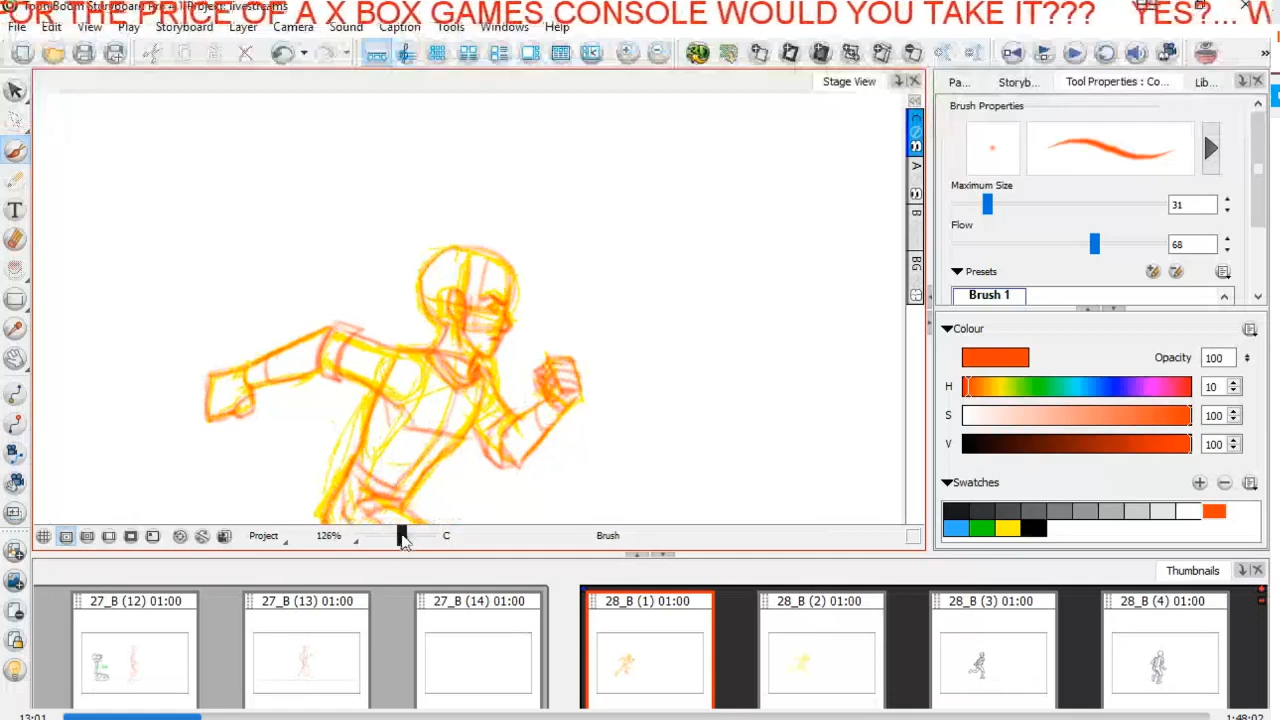 FOR THE PRICE OF A X BOX GAMES CONSOLE WOULD YOU TAKE IT??? YES?... W
File Edit View Play Storyboard Layer Camera Sound Caption Tools Windows Help
Stage View
Pa... Storyb... Tool Properties : Co... Lib...
Brush Properties
Maximum Size
31
Flow
68
Presets
Brush 1
C
A
B
BG
Colour
Opacity 100
H 10
S 100
V 100
Swatches
Project 126% C Brush
Thumbnails
27_B (12) 01:00 27_B (13) 01:00 27_B (14) 01:00 28_B (1) 01:00 28_B (2) 01:00 28_B (3) 01:00 28_B (4) 01:00
13:01 1:48:02